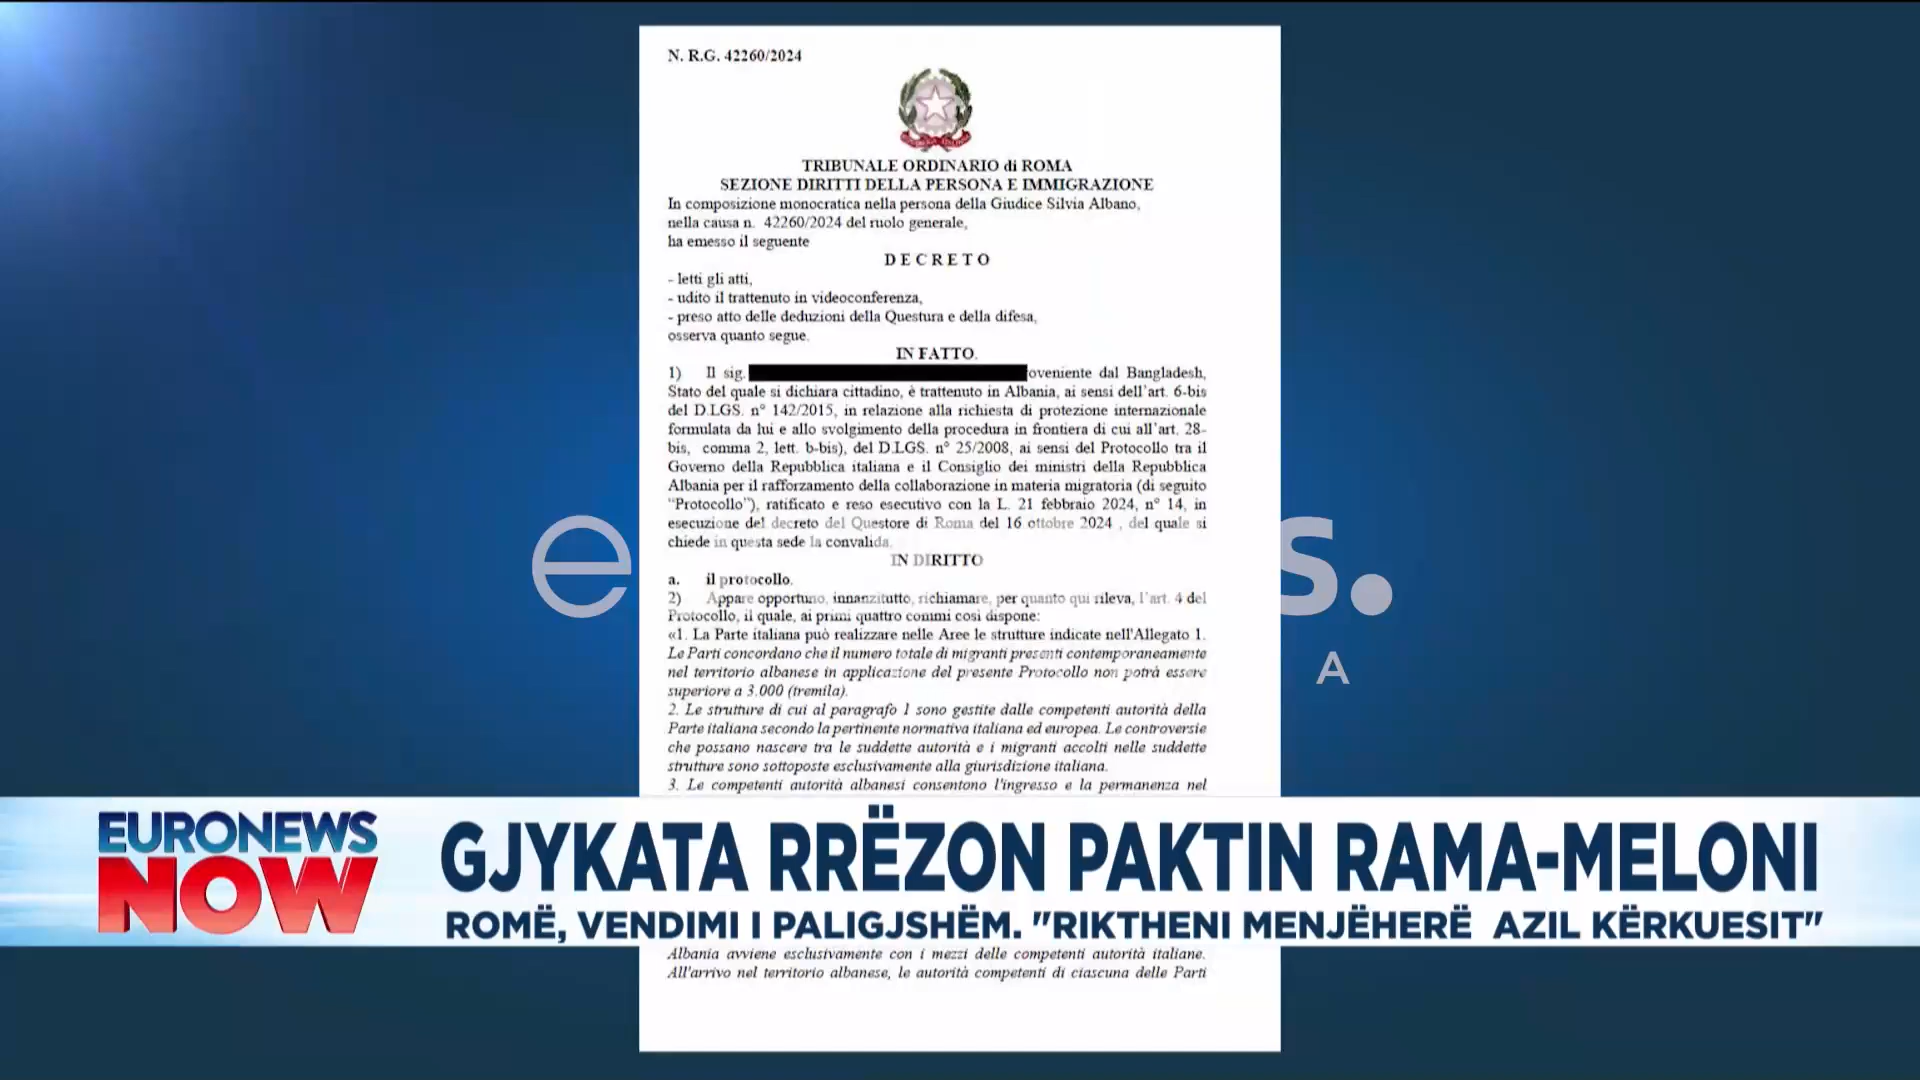 N. R.G. 42260/2024
TRIBUNALE ORDINARIO di ROMA
SEZIONE DIRITTI DELLA PERSONA E IMMIGRAZIONE
In composizione monocratica nella persona della Giudice Silvia Albano,
nella causa n. 42260/2024 del ruolo generale,
ha emesso il seguente
D E C R E T O
- letti gli atti,
- udito il trattenuto in videoconferenza,
- preso atto delle deduzioni della Questura e della difesa,
osserva quanto segue.
IN FATTO.
1) Il sig. oveniente dal Bangladesh,
Stato del quale si dichiara cittadino, è trattenuto in Albania, ai sensi dell'art. 6-bis
del D.LGS. n° 142/2015, in relazione alla richiesta di protezione internazionale
formulata da lui e allo svolgimento della procedura in frontiera di cui all'art. 28-
bis, comma 2, lett. b-bis), del D.LGS. n° 25/2008, ai sensi del Protocollo tra il
Governo della Repubblica italiana e il Consiglio dei ministri della Repubblica
Albania per il rafforzamento della collaborazione in materia migratoria (di seguito
"Protocollo"), ratificato e reso esecutivo con la L. 21 febbraio 2024, n° 14, in
esecuzione del decreto del Questore di Roma del 16 ottobre 2024 , del quale si
chiede in questa sede la convalida.
IN DIRITTO
a. il protocollo.
2) Appare opportuno, innanzitutto, richiamare, per quanto qui rileva, l'art. 4 del
Protocollo, il quale, ai primi quattro commi così dispone:
«1. La Parte italiana può realizzare nelle Aree le strutture indicate nell'Allegato 1.
Le Parti concordano che il numero totale di migranti presenti contemporaneamente
nel territorio albanese in applicazione del presente Protocollo non potrà essere
superiore a 3.000 (tremila).
2. Le strutture di cui al paragrafo 1 sono gestite dalle competenti autorità della
Parte italiana secondo la pertinente normativa italiana ed europea. Le controversie
che possano nascere tra le suddette autorità e i migranti accolti nelle suddette
strutture sono sottoposte esclusivamente alla giurisdizione italiana.
3. Le competenti autorità albanesi consentono l'ingresso e la permanenza nel
e s.
A
EURONEWS
NOW
GJYKATA RRËZON PAKTIN RAMA-MELONI
ROMË, VENDIMI I PALIGJSHËM. "RIKTHENI MENJËHERË AZIL KËRKUESIT"
Albania avviene esclusivamente con i mezzi delle competenti autorità italiane.
All'arrivo nel territorio albanese, le autorità competenti di ciascuna delle Parti